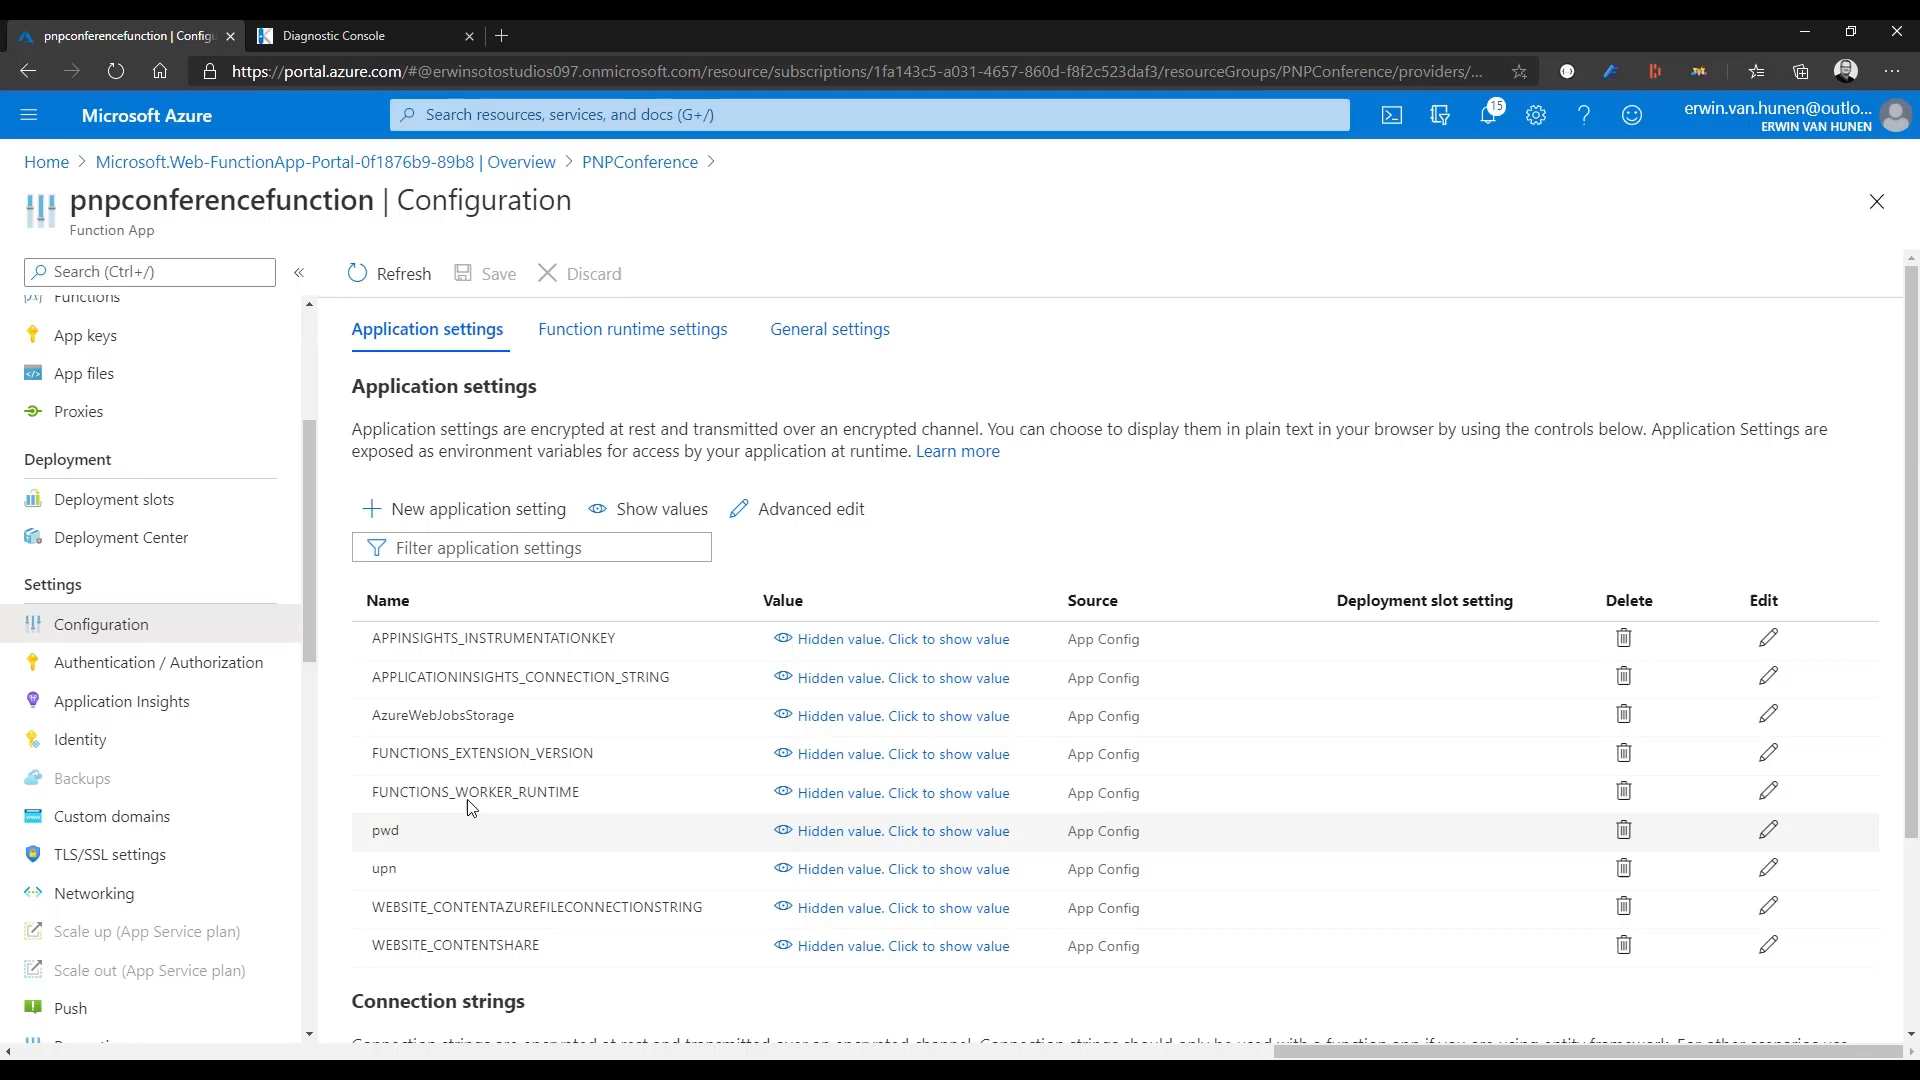 pnpconferencefunction | Configu
Diagnostic Console
https://portal.azure.com/#@erwinsotostudios097.onmicrosoft.com/resource/subscriptions/1fa143c5-a031-4657-860d-f8f2c523daf3/resourceGroups/PNPConference/providers/...
Microsoft Azure
Search resources, services, and docs (G+/)
15
erwin.van.hunen@outlo...
ERWIN VAN HUNEN
Home > Microsoft.Web-FunctionApp-Portal-0f1876b9-89b8 | Overview > PNPConference >
pnpconferencefunction | Configuration
Function App
Search (Ctrl+/)
«
Refresh Save Discard
Functions
App keys
App files
Proxies
Deployment
Deployment slots
Deployment Center
Settings
Configuration
Authentication / Authorization
Application Insights
Identity
Backups
Custom domains
TLS/SSL settings
Networking
Scale up (App Service plan)
Scale out (App Service plan)
Push
Application settings Function runtime settings General settings
Application settings
Application settings are encrypted at rest and transmitted over an encrypted channel. You can choose to display them in plain text in your browser by using the controls below. Application Settings are
exposed as environment variables for access by your application at runtime. Learn more
New application setting Show values Advanced edit
Filter application settings
Name Value Source Deployment slot setting Delete Edit
APPINSIGHTS_INSTRUMENTATIONKEY Hidden value. Click to show value App Config
APPLICATIONINSIGHTS_CONNECTION_STRING Hidden value. Click to show value App Config
AzureWebJobsStorage Hidden value. Click to show value App Config
FUNCTIONS_EXTENSION_VERSION Hidden value. Click to show value App Config
FUNCTIONS_WORKER_RUNTIME Hidden value. Click to show value App Config
pwd Hidden value. Click to show value App Config
upn Hidden value. Click to show value App Config
WEBSITE_CONTENTAZUREFILECONNECTIONSTRING Hidden value. Click to show value App Config
WEBSITE_CONTENTSHARE Hidden value. Click to show value App Config
Connection strings